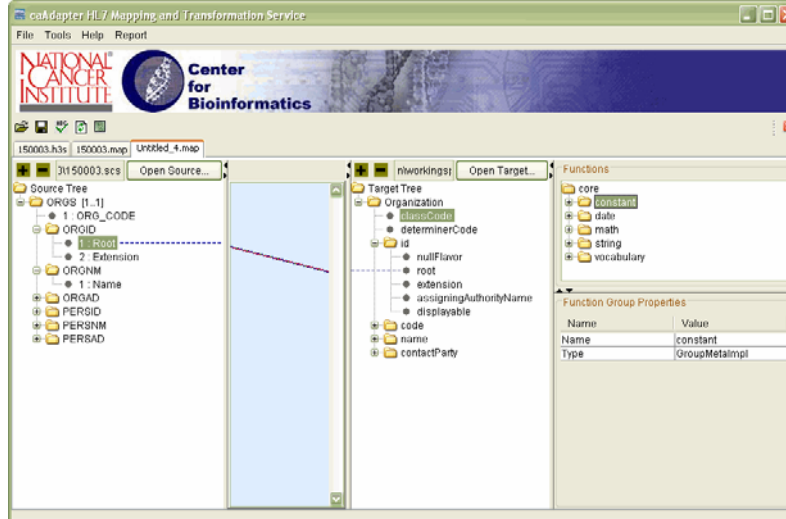 caAdapter HL7 Mapping and Transformation Service
File Tools Help Report
NATIONAL
CANCER
INSTITUTE
Center
for
Bioinformatics
150003.h3s 150003.map Untitled_4.map
3\150003.scs Open Source...
Source Tree
ORGS [1..1]
1 : ORG_CODE
ORGID
1 : Root
2 : Extension
ORGNM
1 : Name
ORGAD
PERSID
PERSNM
PERSAD
Open Target...
Target Tree
Organization
classCode
determinerCode
id
nullFlavor
root
extension
assigningAuthorityName
displayable
code
name
contactParty
Functions
core
constant
date
math
string
vocabulary
Function Group Properties
Name Value
Name constant
Type GroupMetaImpl